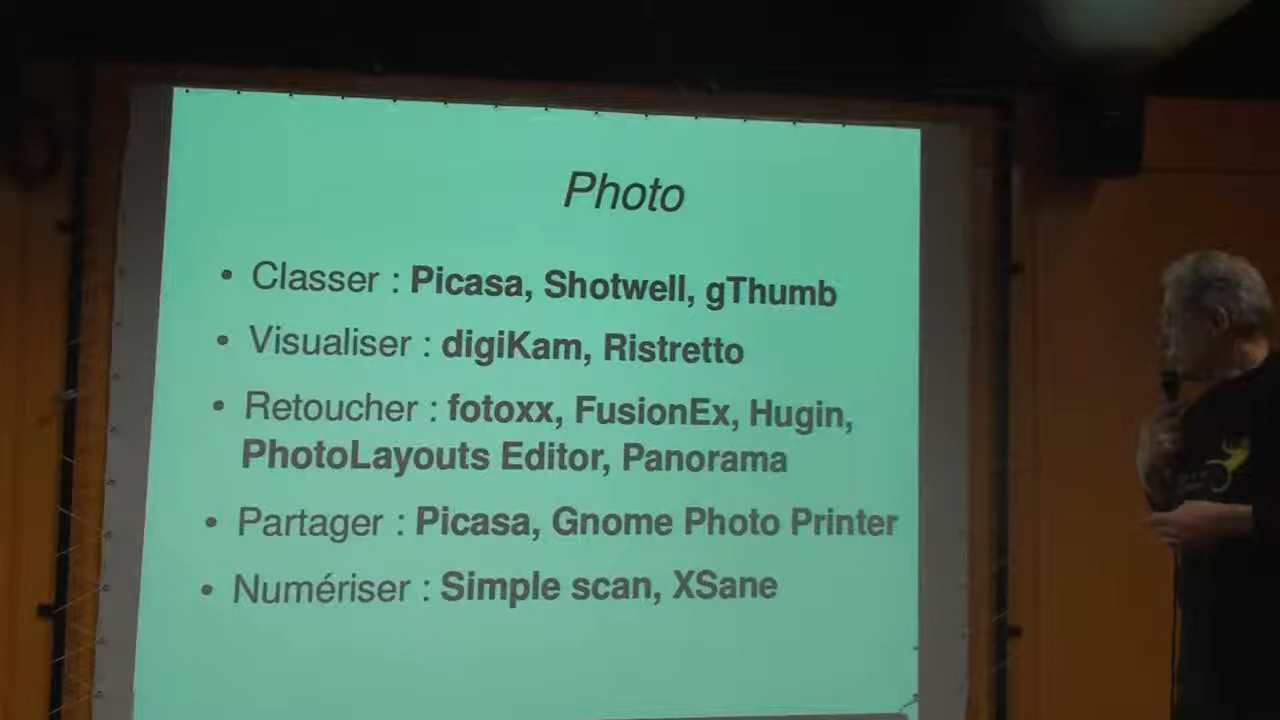 Photo
• Classer : Picasa, Shotwell, gThumb
• Visualiser : digiKam, Ristretto
• Retoucher : fotoxx, FusionEx, Hugin,
PhotoLayouts Editor, Panorama
• Partager : Picasa, Gnome Photo Printer
• Numériser : Simple scan, XSane